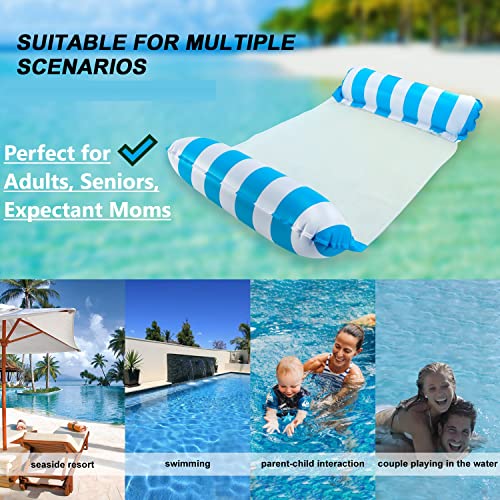 SUITABLE FOR MULTIPLE
SCENARIOS
Perfect for
Adults, Seniors,
Expectant Moms
seaside resort
swimming
parent-child interaction
couple playing in the water